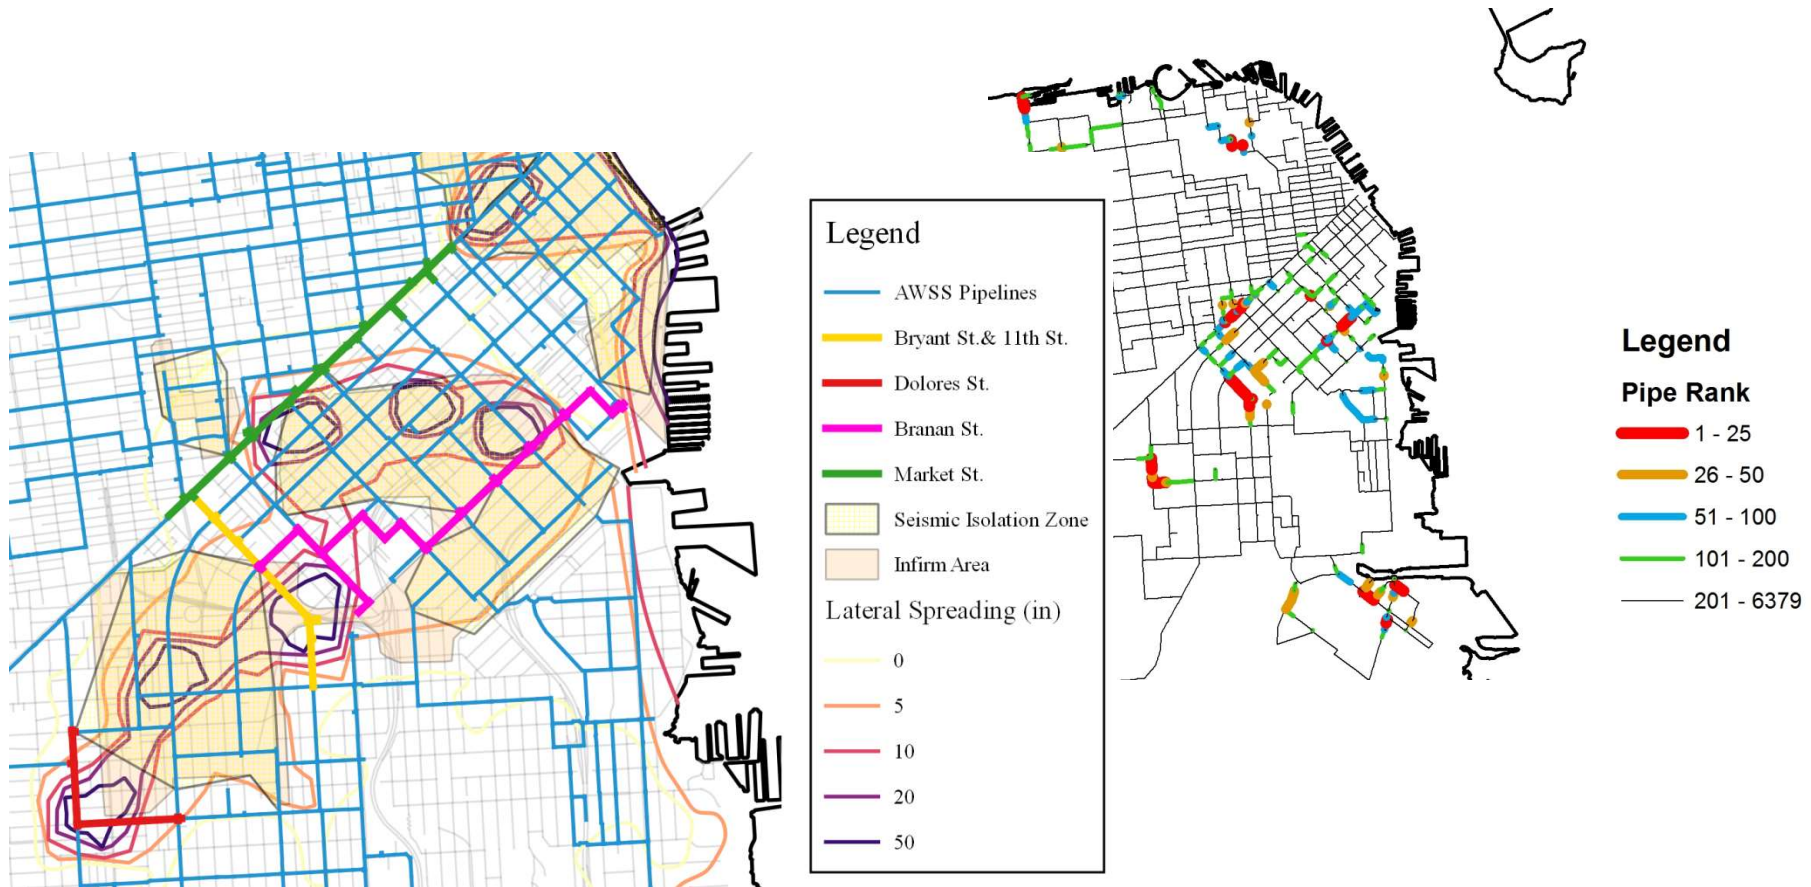 Legend
AWSS Pipelines
Bryant St.& 11th St.
Dolores St.
Branan St.
Market St.
Seismic Isolation Zone
Infirm Area
Lateral Spreading (in)
0
5
10
20
50
Legend
Pipe Rank
1 - 25
26 - 50
51 - 100
101 - 200
201 - 6379